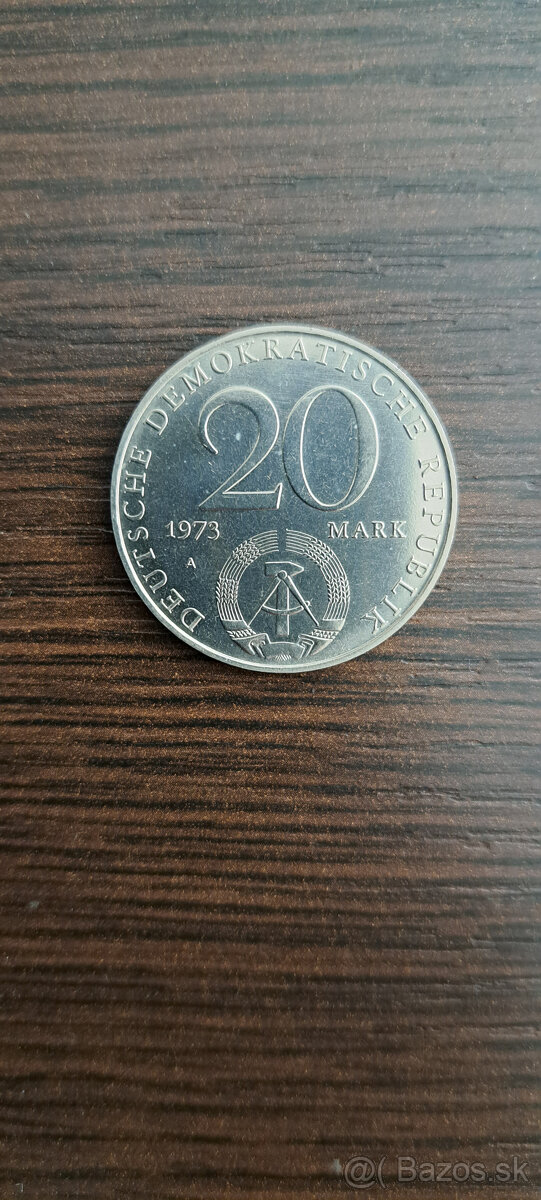 DEUTSCHE DEMOKRATISCHE REPUBLIK
20
1973 MARK
A
@( Bazos.sk